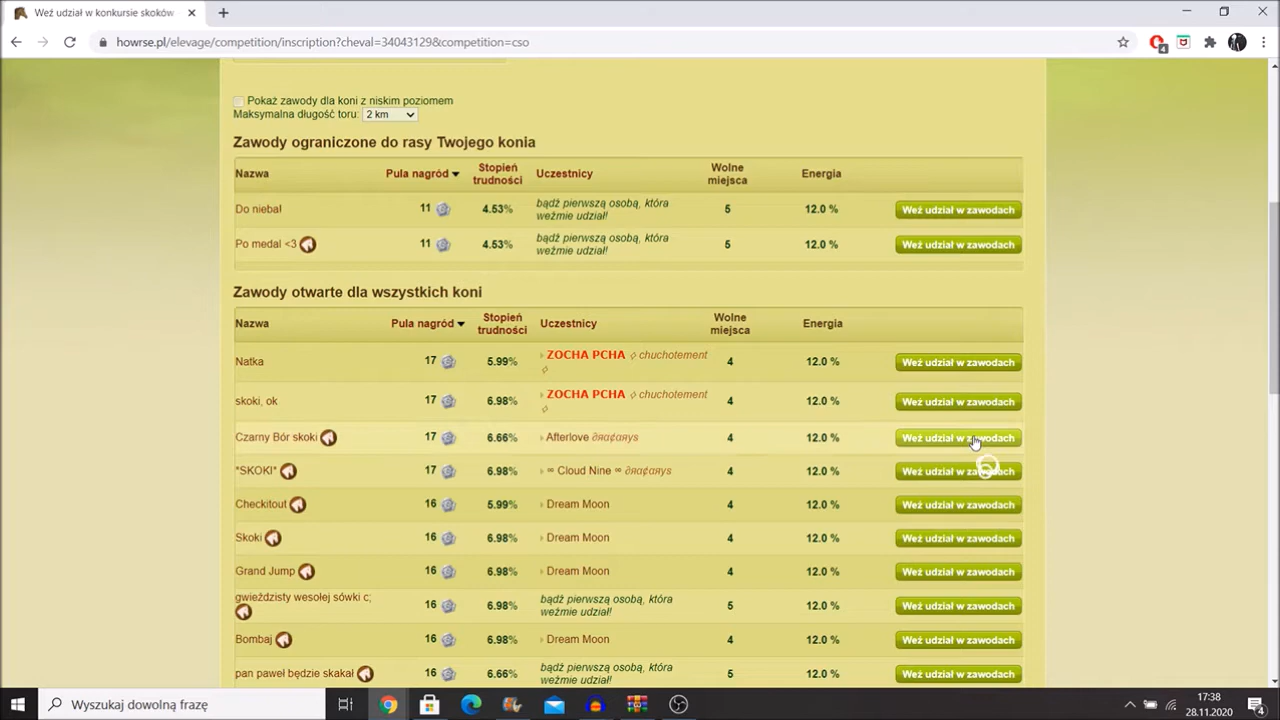 Weź udział w konkursie skoków
howrse.pl/elevage/competition/inscription?cheval=34043129&competition=cso
4
Pokaż zawody dla koni z niskim poziomem
Maksymalna długość toru: 2 km
Zawody ograniczone do rasy Twojego konia
Nazwa Pula nagród Stopień trudności Uczestnicy Wolne miejsca Energia
Do nieba! 11 4.53% bądź pierwszą osobą, która weźmie udział! 5 12.0 % Weź udział w zawodach
Po medal <3 11 4.53% bądź pierwszą osobą, która weźmie udział! 5 12.0 % Weź udział w zawodach
Zawody otwarte dla wszystkich koni
Nazwa Pula nagród Stopień trudności Uczestnicy Wolne miejsca Energia
Natka 17 5.99% ZOCHA PCHA ◊ chuchotement ◊ 4 12.0 % Weź udział w zawodach
skoki, ok 17 6.98% ZOCHA PCHA ◊ chuchotement ◊ 4 12.0 % Weź udział w zawodach
Czarny Bór skoki 17 6.66% Afterlove 4 12.0 % Weź udział w zawodach
*SKOKI* 17 6.98% ∞ Cloud Nine ∞ 4 12.0 % Weź udział w zawodach
Checkitout 16 5.99% Dream Moon 4 12.0 % Weź udział w zawodach
Skoki 16 6.98% Dream Moon 4 12.0 % Weź udział w zawodach
Grand Jump 16 6.98% Dream Moon 4 12.0 % Weź udział w zawodach
gwieździsty wesołej sówki c; 16 6.98% bądź pierwszą osobą, która weźmie udział! 5 12.0 % Weź udział w zawodach
Bombaj 16 6.98% Dream Moon 4 12.0 % Weź udział w zawodach
pan paweł będzie skakał 16 6.66% bądź pierwszą osobą, która weźmie udział! 5 12.0 % Weź udział w zawodach
Wyszukaj dowolną frazę
17:38
28.11.2020
4